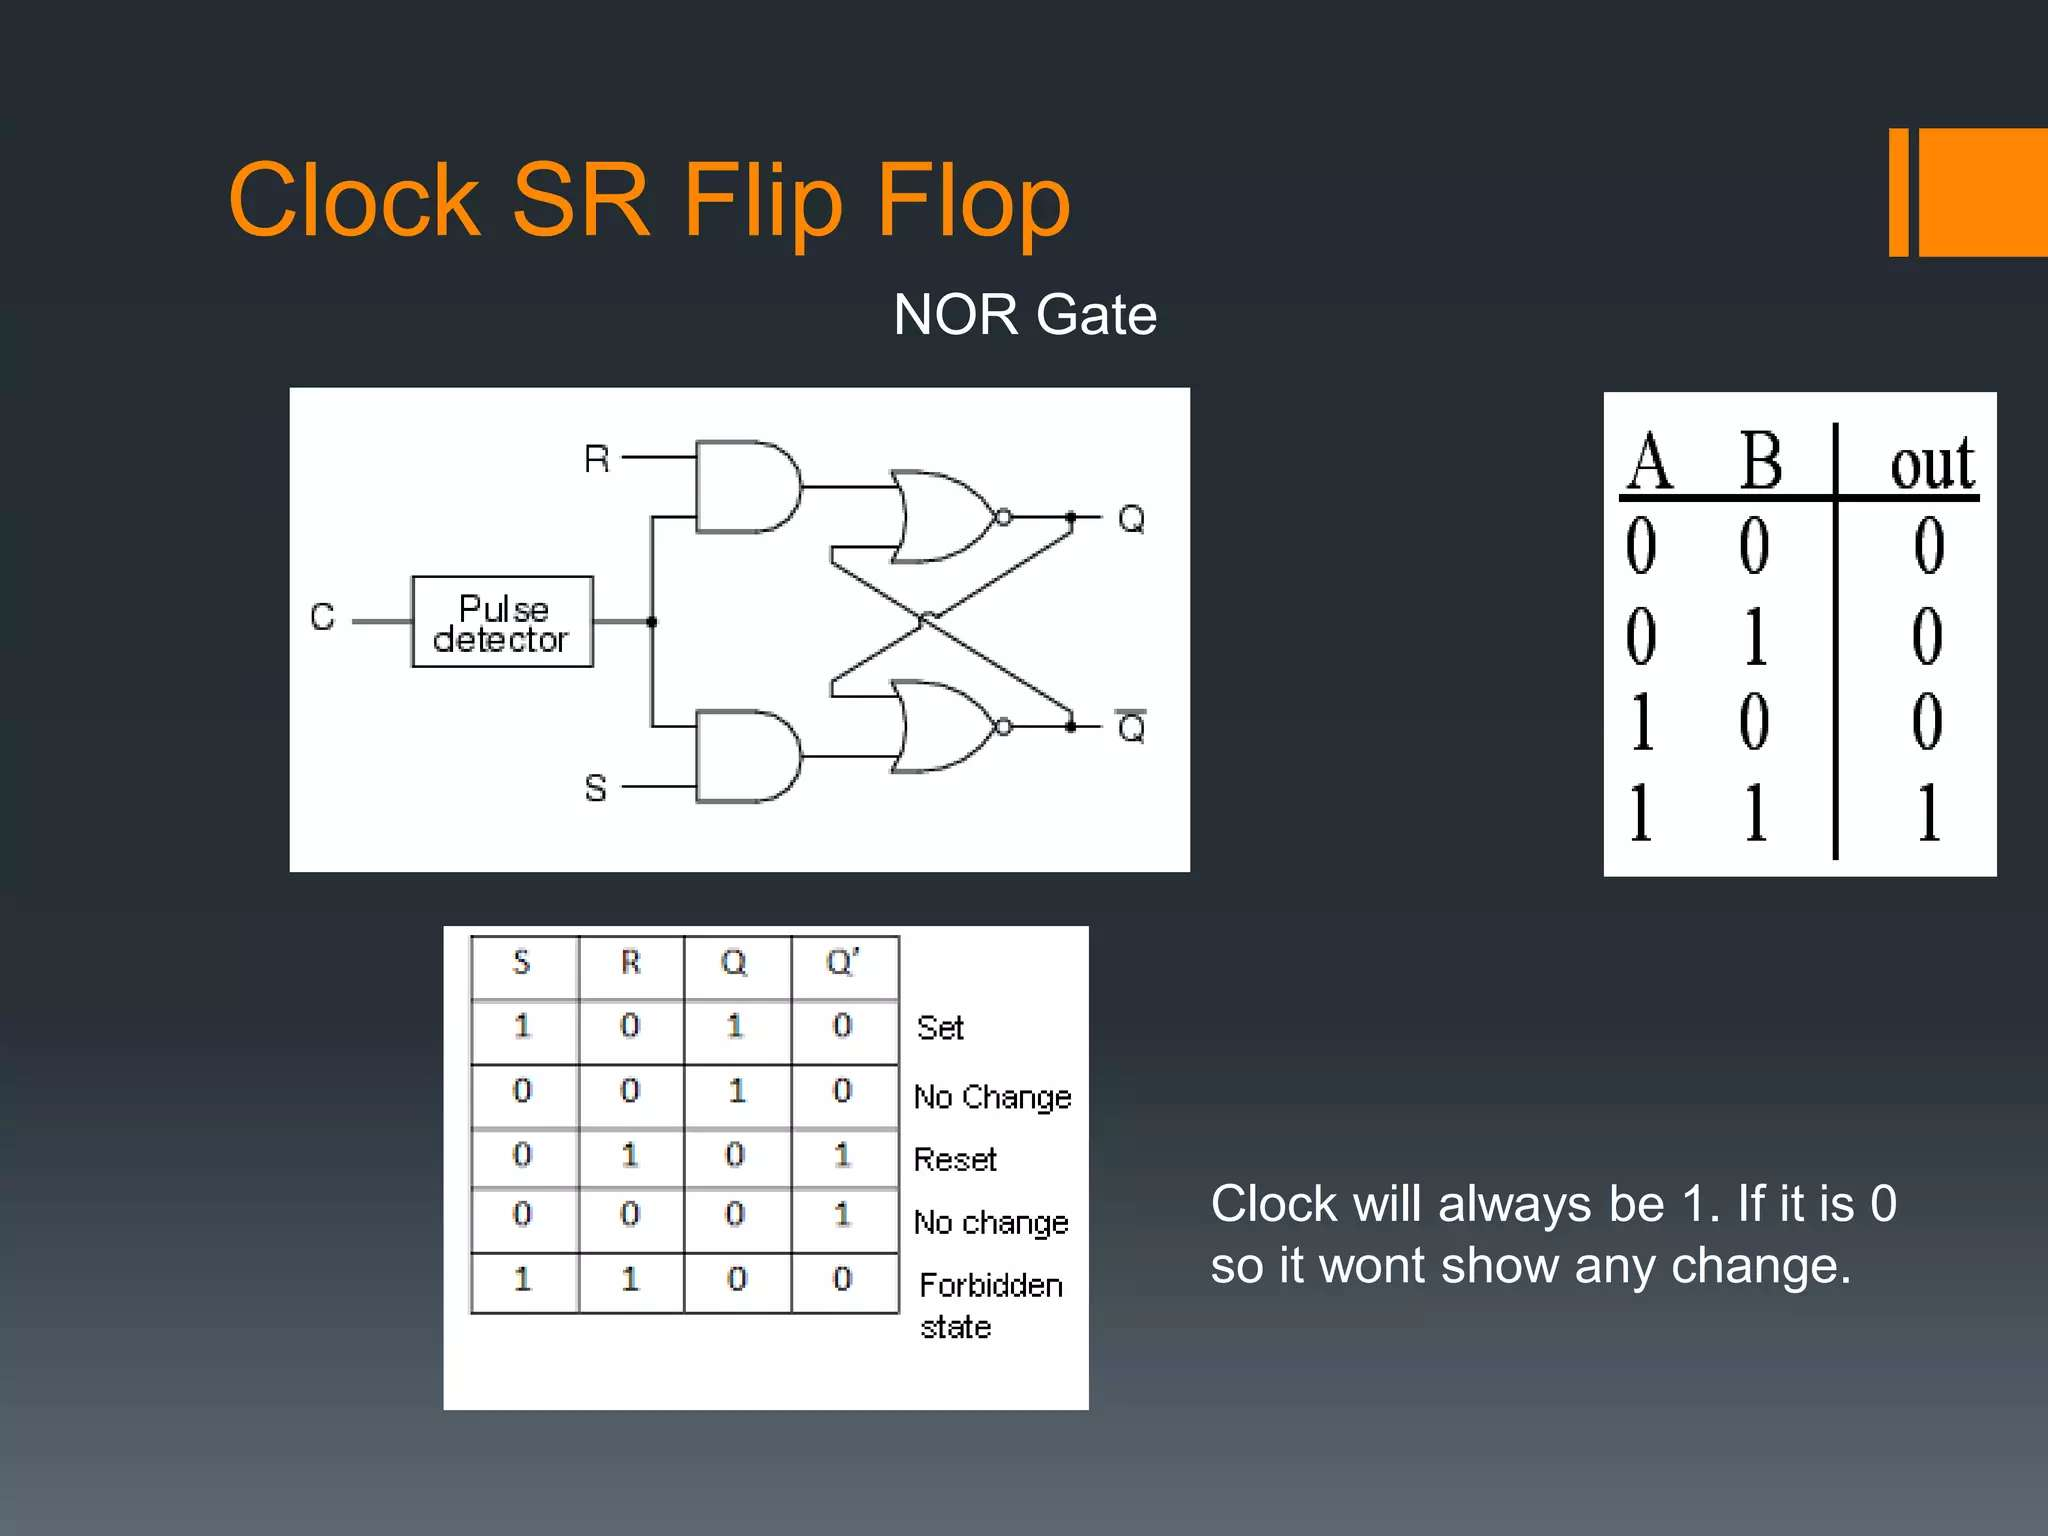 Clock SR Flip Flop
NOR Gate
R
Q
C
Pulse
detector
Q̅
S
A B out
0 0 0
0 1 0
1 0 0
1 1 1
S R Q Q'
1 0 1 0 Set
0 0 1 0 No Change
0 1 0 1 Reset
0 0 0 1 No change
1 1 0 0 Forbidden
state
Clock will always be 1. If it is 0
so it wont show any change.